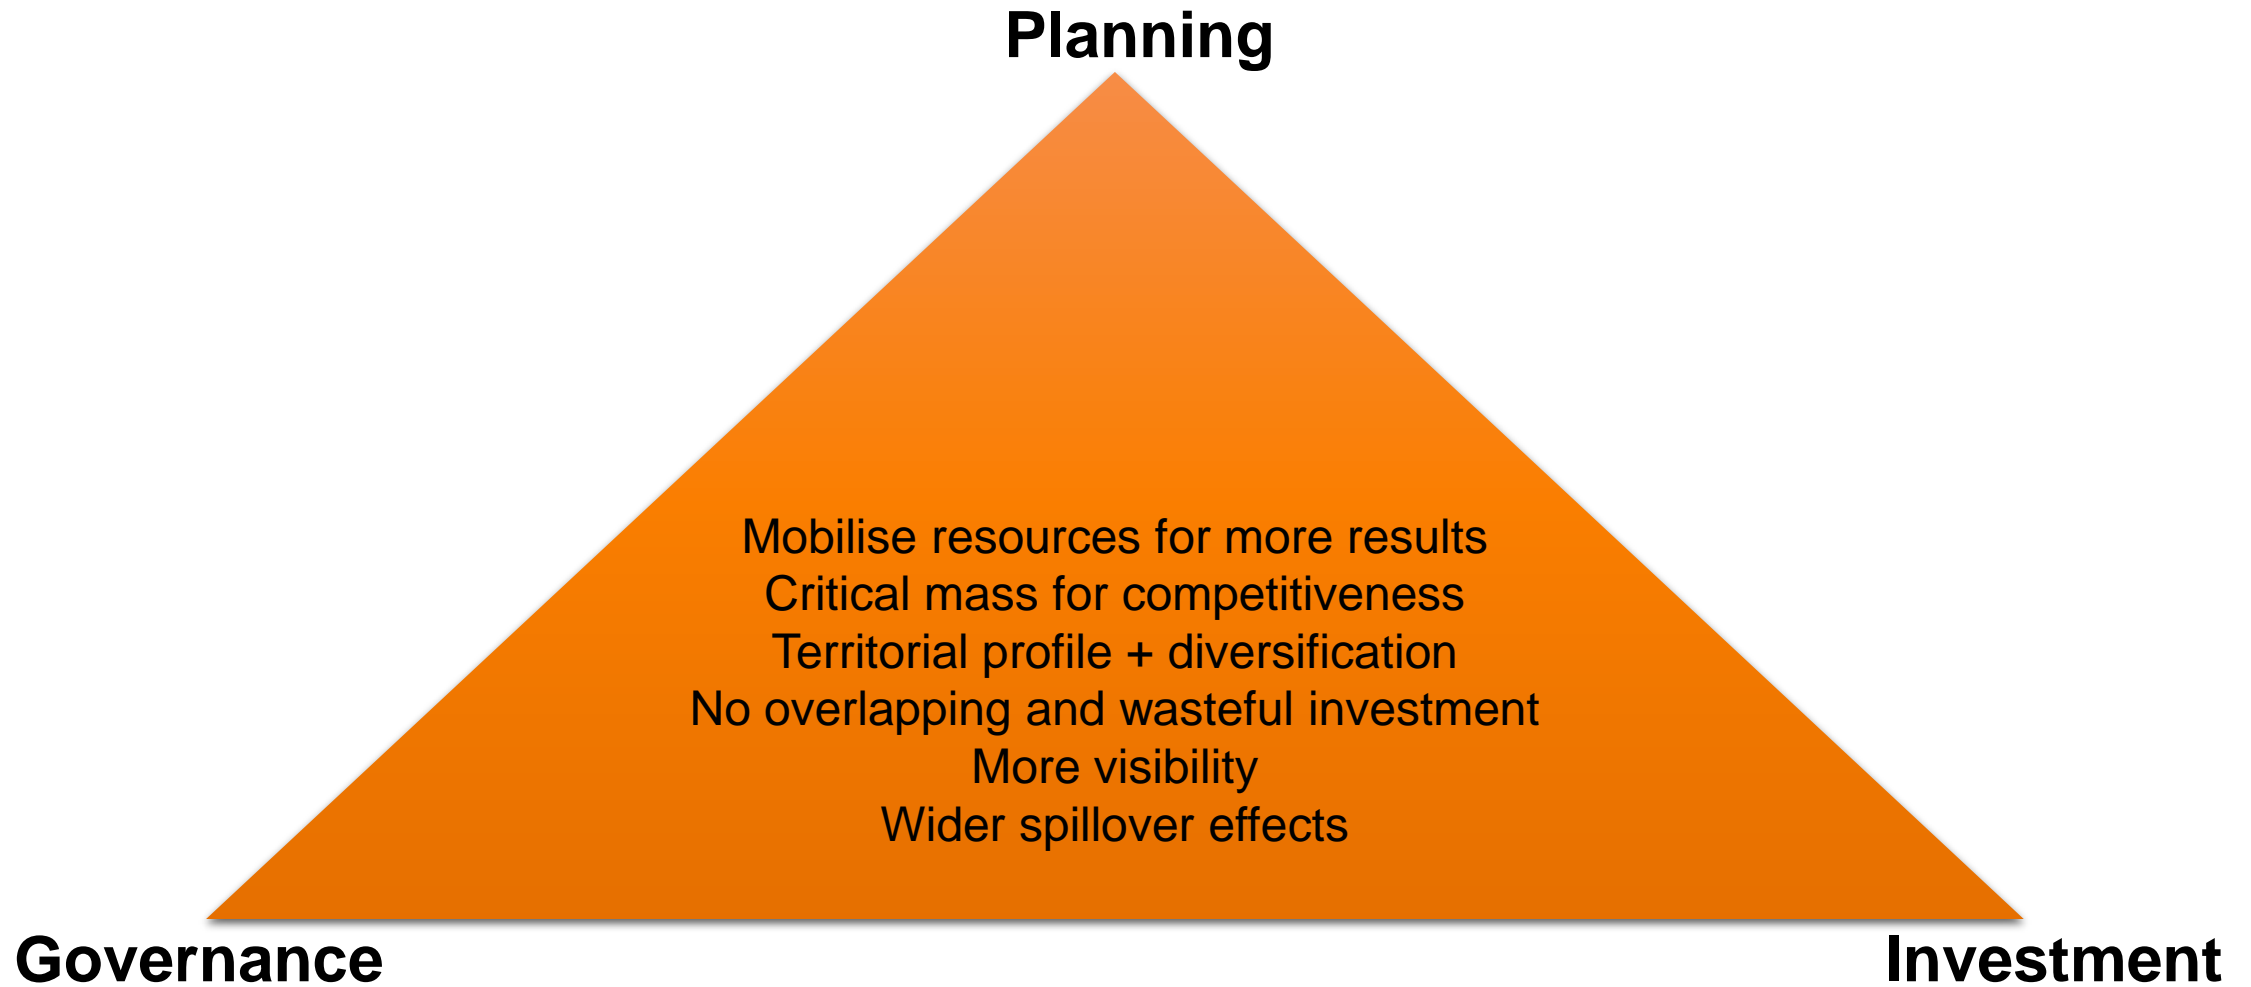 Planning
Mobilise resources for more results
Critical mass for competitiveness
Territorial profile + diversification
No overlapping and wasteful investment
More visibility
Wider spillover effects
Governance
Investment